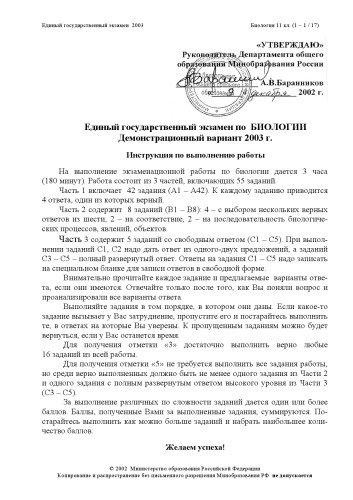 Единый государственный экзамен 2003 Биология 11 кл. (1 – 1 / 17)
«УТВЕРЖДАЮ»
Руководитель Департамента общего
образования Минобразования России
А.В.Баранников
декабря 2002 г.
Единый государственный экзамен по БИОЛОГИИ
Демонстрационный вариант 2003 г.
Инструкция по выполнению работы
На выполнение экзаменационной работы по биологии дается 3 часа
(180 минут). Работа состоит из 3 частей, включающих 55 заданий.
Часть 1 включает 42 задания (А1 – А42). К каждому заданию приводится
4 ответа, один из которых верный.
Часть 2 содержит 8 заданий (В1 – В8): 4 – с выбором нескольких верных
ответов из шести, 2 – на соответствие, 2 — на последовательность биологиче-
ских процессов, явлений, объектов.
Часть 3 содержит 5 заданий со свободным ответом (С1 – С5). При выпол-
нении заданий С1, С2 надо дать ответ из одного-двух предложений, а заданий
С3 – С5 – полный развернутый ответ. Ответы на задания С1 – С5 надо записать
на специальном бланке для записи ответов в свободной форме.
Внимательно прочитайте каждое задание и предлагаемые варианты отве-
та, если они имеются. Отвечайте только после того, как Вы поняли вопрос и
проанализировали все варианты ответа.
Выполняйте задания в том порядке, в котором они даны. Если какое-то
задание вызывает у Вас затруднение, пропустите его и постарайтесь выполнить
те, в ответах на которые Вы уверены. К пропущенным заданиям можно будет
вернуться, если у Вас останется время.
Для получения отметки «3» достаточно выполнить верно любые
16 заданий из всей работы.
Для получения отметки «5» не требуется выполнить все задания работы,
но среди верно выполненных должно быть не менее одного задания из Части 2
и одного задания с полным развернутым ответом высокого уровня из Части 3
(С3 – С5).
За выполнение различных по сложности заданий дается один или более
баллов. Баллы, полученные Вами за выполненные задания, суммируются. По-
старайтесь выполнить как можно больше заданий и набрать наибольшее коли-
чество баллов.
Желаем успеха!
© 2002 Министерство образования Российской Федерации
Копирование и распространение без письменного разрешения Минобразования РФ не допускается